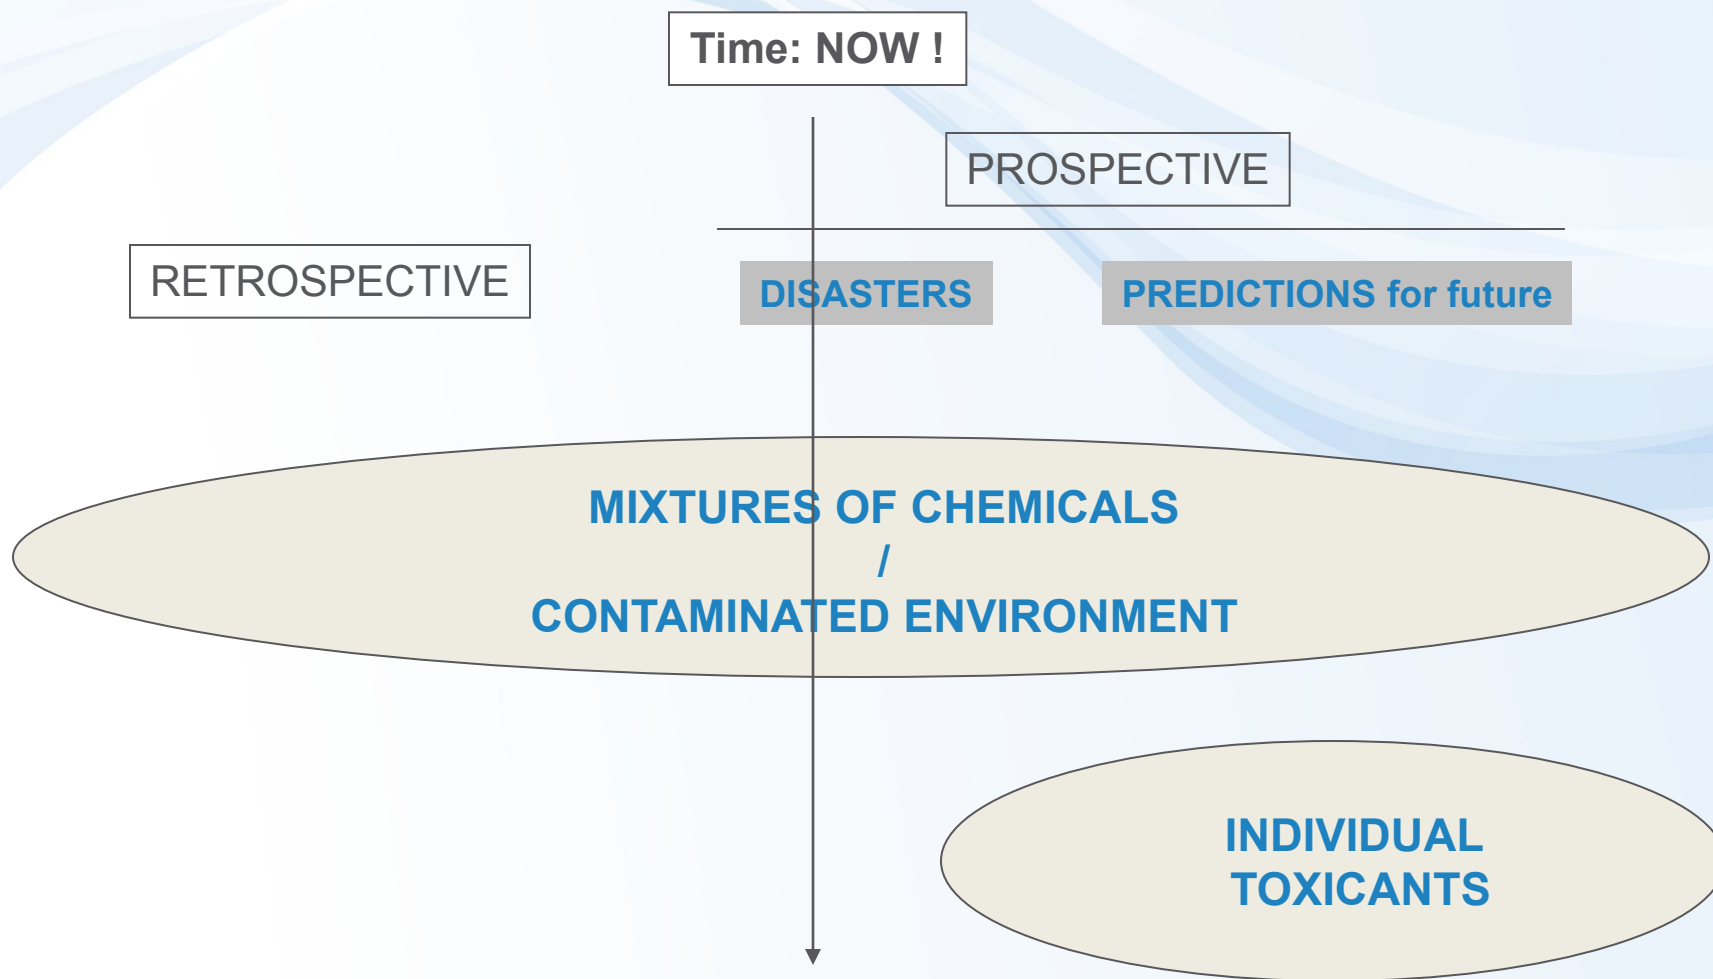 Time: NOW !
PROSPECTIVE
RETROSPECTIVE
DISASTERS
PREDICTIONS for future
MIXTURES OF CHEMICALS
/
CONTAMINATED ENVIRONMENT
INDIVIDUAL
TOXICANTS